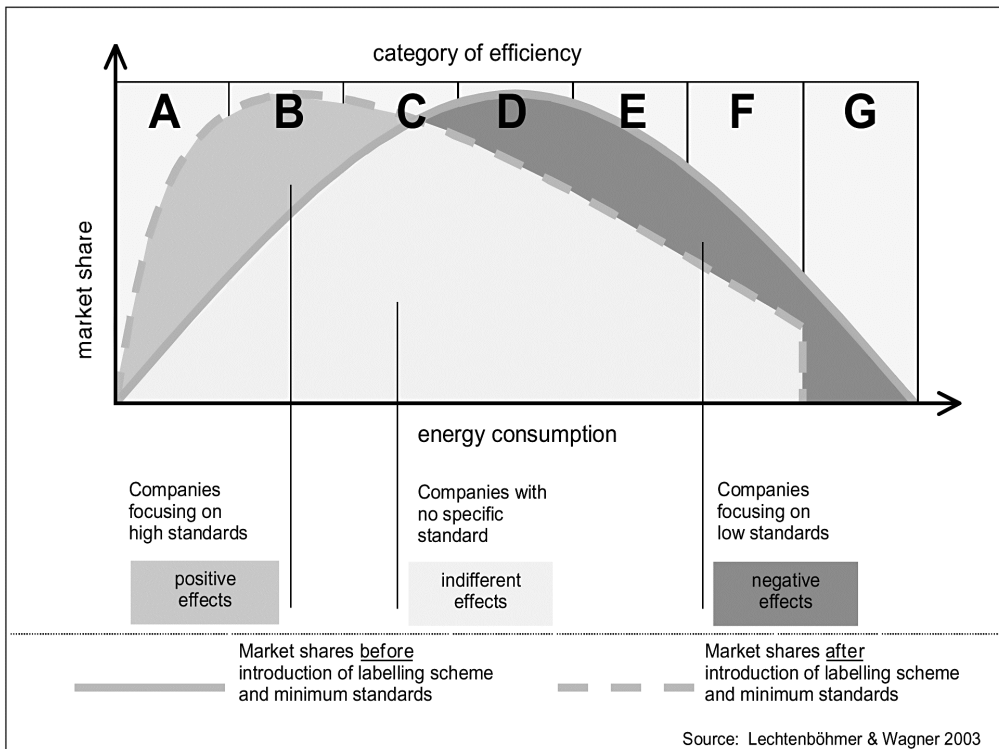 category of efficiency
A B C D E F G
market share
energy consumption
Companies
focusing on
high standards
positive
effects
Companies with
no specific
standard
indifferent
effects
Companies
focusing on
low standards
negative
effects
Market shares before
introduction of labelling scheme
and minimum standards
Market shares after
introduction of labelling scheme
and minimum standards
Source: Lechtenböhmer & Wagner 2003